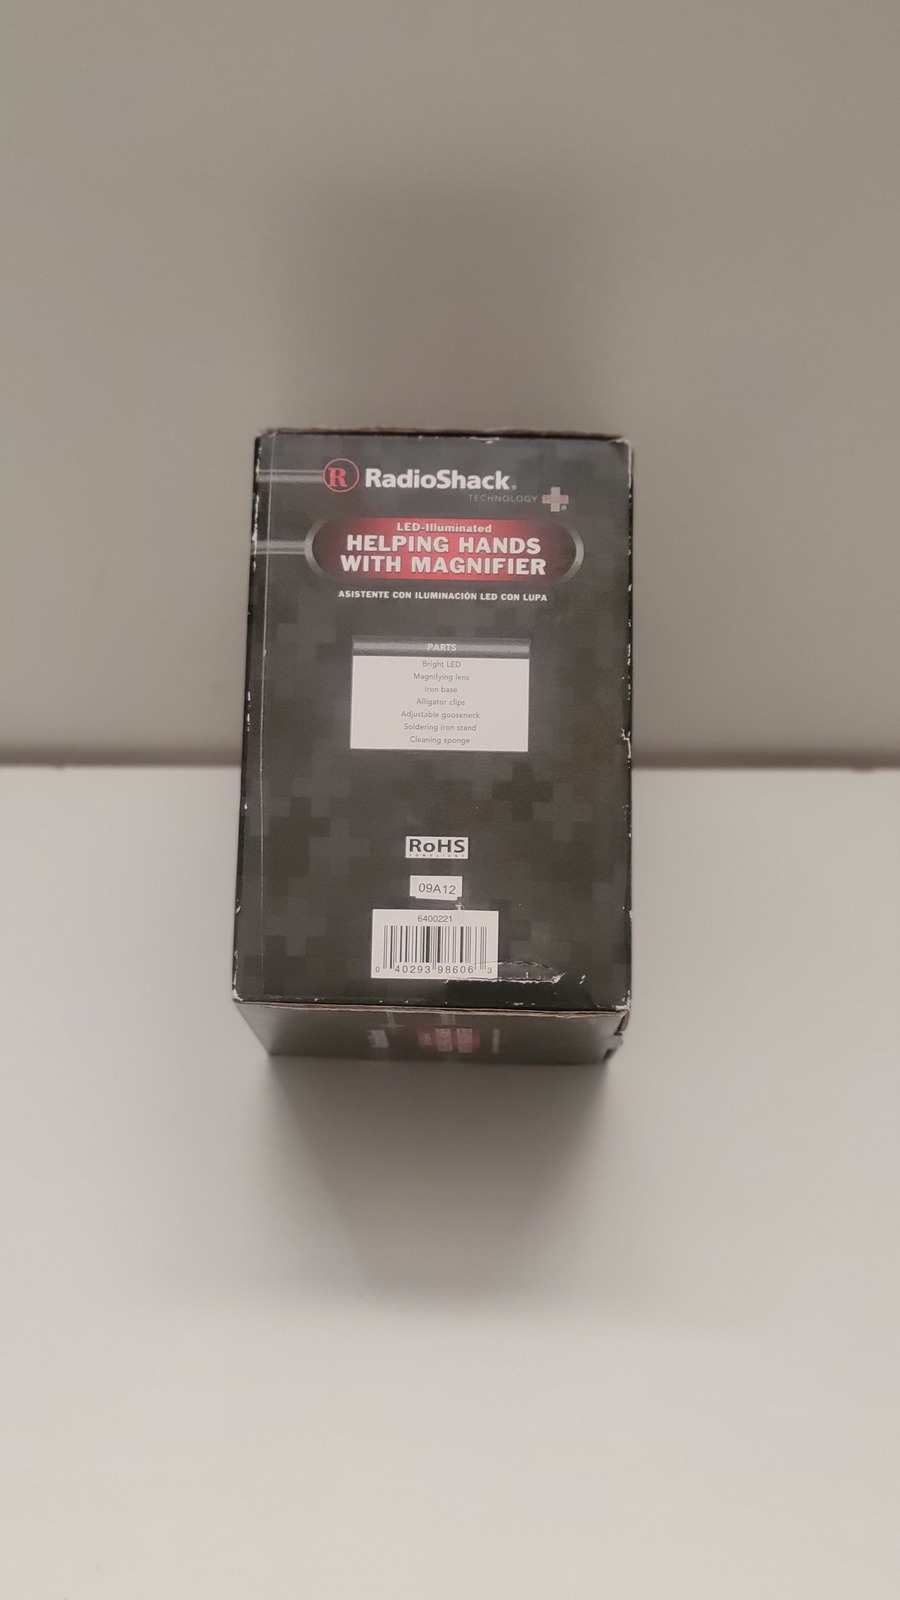 R RadioShack®
TECHNOLOGY
LED-Illuminated
HELPING HANDS
WITH MAGNIFIER
ASISTENTE CON ILUMINACIÓN LED CON LUPA
PARTS
Bright LED
Magnifying lens
Iron base
Alligator clips
Adjustable gooseneck
Soldering iron stand
Cleaning sponge
RoHS
COMPLIANT
09A12
6400221
0 40293 98606 3